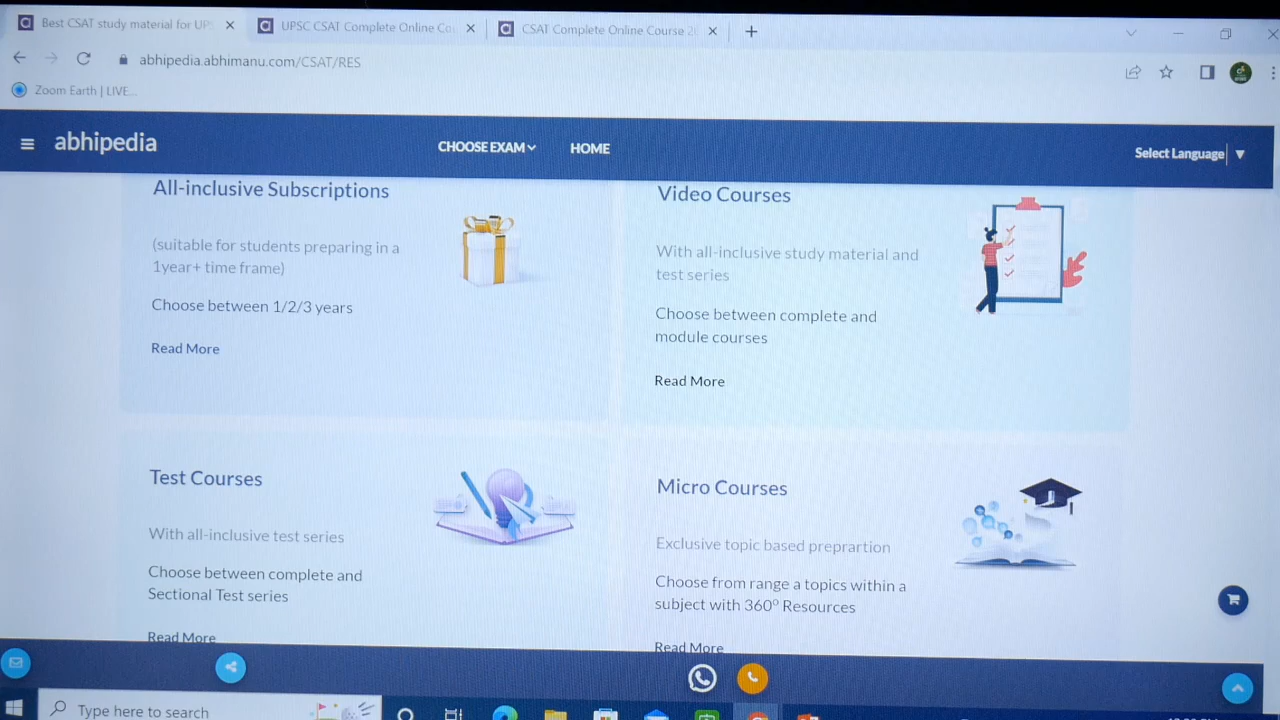 Best CSAT study material for UPS
UPSC CSAT Complete Online Co
CSAT Complete Online Course 2
abhipedia.abhimanu.com/CSAT/RES
Zoom Earth | LIVE...
abhipedia
CHOOSE EXAM
HOME
Select Language
All-inclusive Subscriptions
(suitable for students preparing in a
1year+ time frame)
Choose between 1/2/3 years
Read More
Video Courses
With all-inclusive study material and
test series
Choose between complete and
module courses
Read More
Test Courses
With all-inclusive test series
Choose between complete and
Sectional Test series
Read More
Micro Courses
Exclusive topic based preprartion
Choose from range a topics within a
subject with 360° Resources
Read More
Type here to search